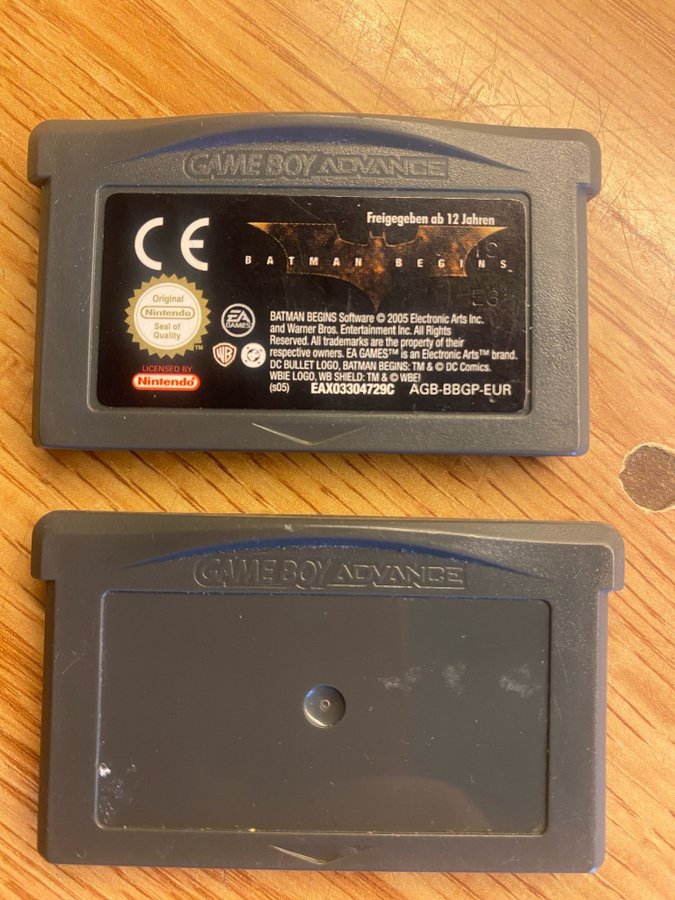 GAME BOY ADVANCE
Freigegeben ab 12 Jahren
CE
BATMAN BEGINS
Original
Nintendo
Seal of
Quality
TM
EA
GAMES
WB
DC
LICENSED BY
Nintendo
BATMAN BEGINS Software © 2005 Electronic Arts Inc.
and Warner Bros. Entertainment Inc. All Rights
Reserved. All trademarks are the property of their
respective owners. EA GAMES™ is an Electronic Arts™ brand.
DC BULLET LOGO, BATMAN BEGINS: TM & © DC Comics.
WBIE LOGO, WB SHIELD: TM & © WBEI
(s05) EAX03304729C AGB-BBGP-EUR
GAME BOY ADVANCE